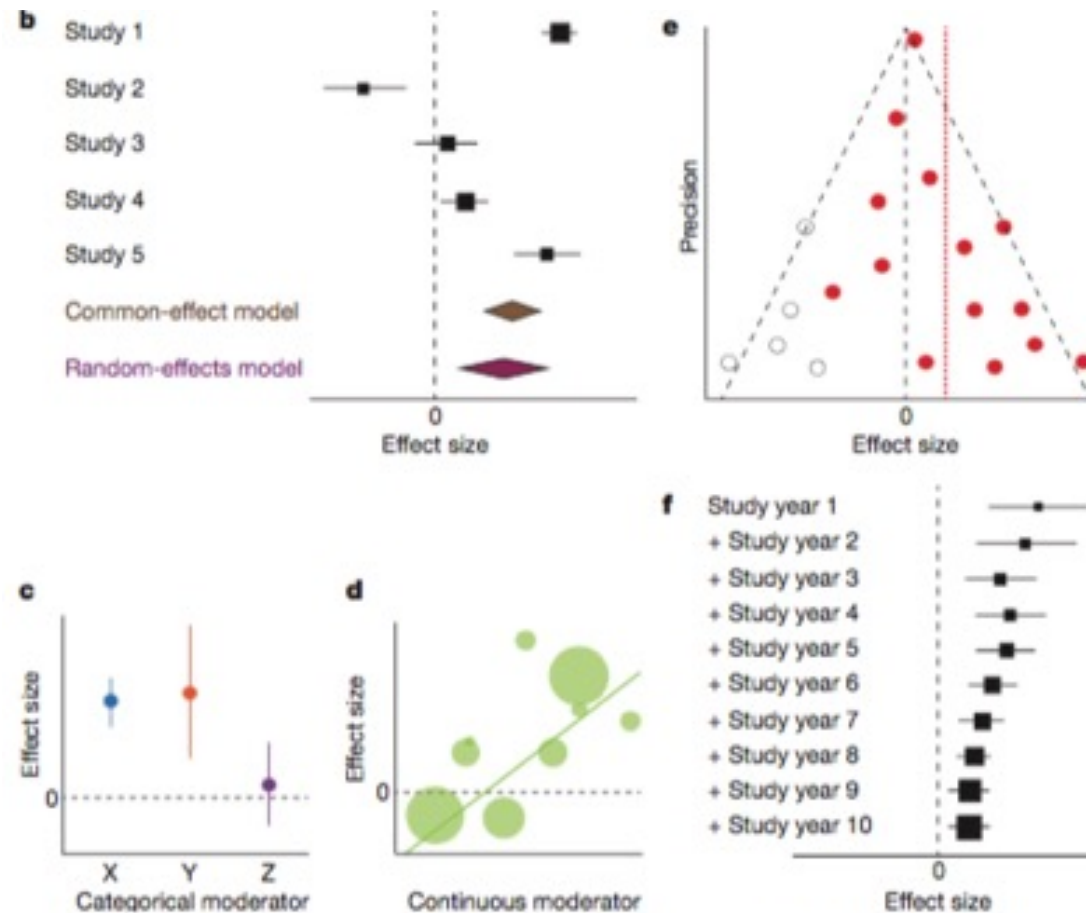 b
Study 1
Study 2
Study 3
Study 4
Study 5
Common-effect model
Random-effects model
0
Effect size
e
Precision
0
Effect size
c
Effect size
0
X Y Z
Categorical moderator
d
Effect size
0
Continuous moderator
f
Study year 1
+ Study year 2
+ Study year 3
+ Study year 4
+ Study year 5
+ Study year 6
+ Study year 7
+ Study year 8
+ Study year 9
+ Study year 10
0
Effect size